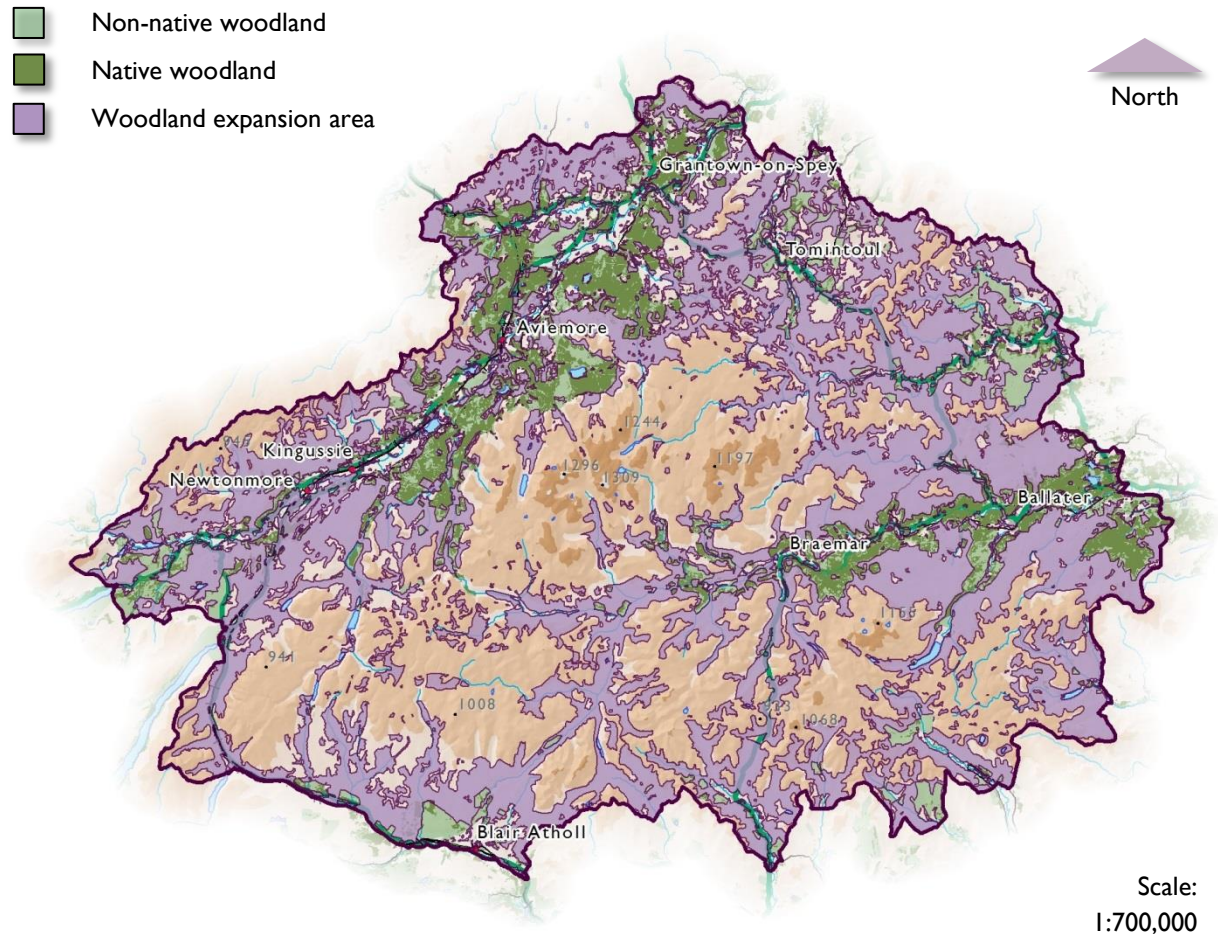 Non-native woodland
Native woodland
Woodland expansion area
North
Grantown-on-Spey
Tomintoul
Aviemore
1244
Kingussie
1296
1197
1309
Newtonmore
Ballater
Braemar
1166
941
1008
1068
Blair Atholl
Scale:
1:700,000